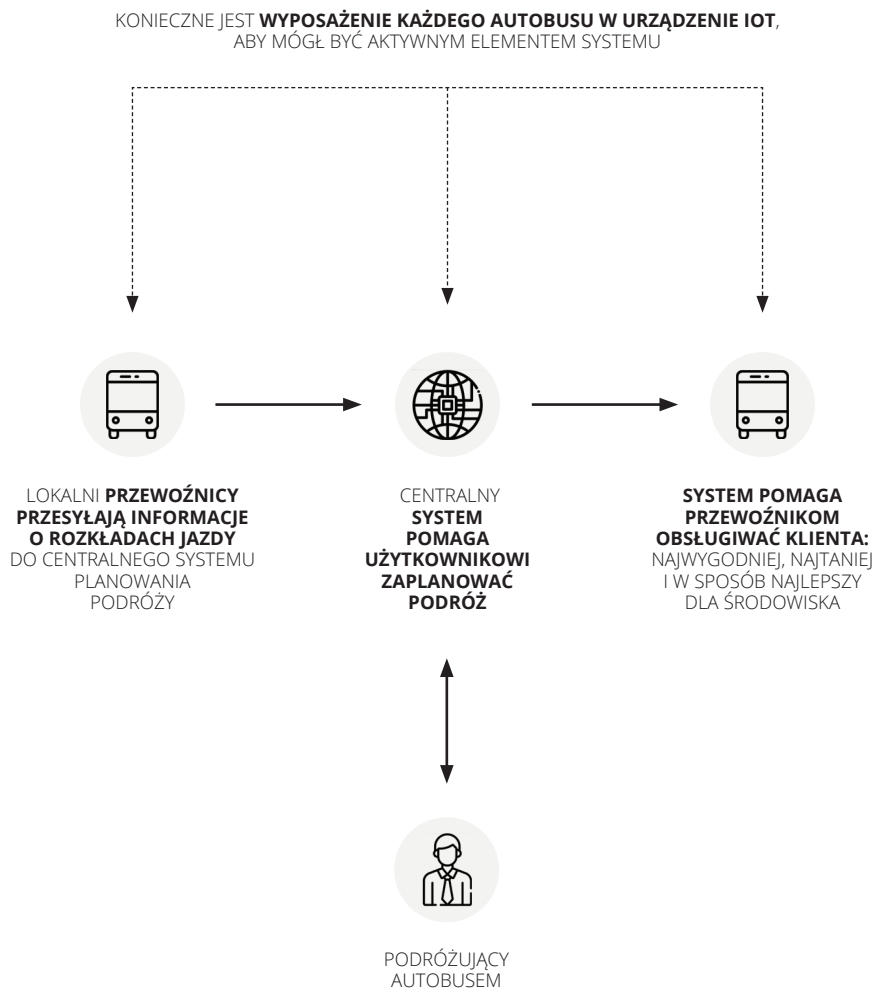 KONIECZNE JEST WYPOSAŻENIE KAŻDEGO AUTOBUSU W URZĄDZENIE IOT,
ABY MÓGŁ BYĆ AKTYWNYM ELEMENTEM SYSTEMU
LOKALNI PRZEWOŹNICY
PRZESYŁAJĄ INFORMACJE
O ROZKŁADACH JAZDY
DO CENTRALNEGO SYSTEMU
PLANOWANIA
PODRÓŻY
CENTRALNY
SYSTEM
POMAGA
UŻYTKOWNIKOWI
ZAPLANOWAĆ
PODRÓŻ
SYSTEM POMAGA
PRZEWOŹNIKOM
OBSŁUGIWAĆ KLIENTA:
NAJWYGODNIEJ, NAJTANIEJ
I W SPOSÓB NAJLEPSZY
DLA ŚRODOWISKA
PODRÓŻUJĄCY
AUTOBUSEM